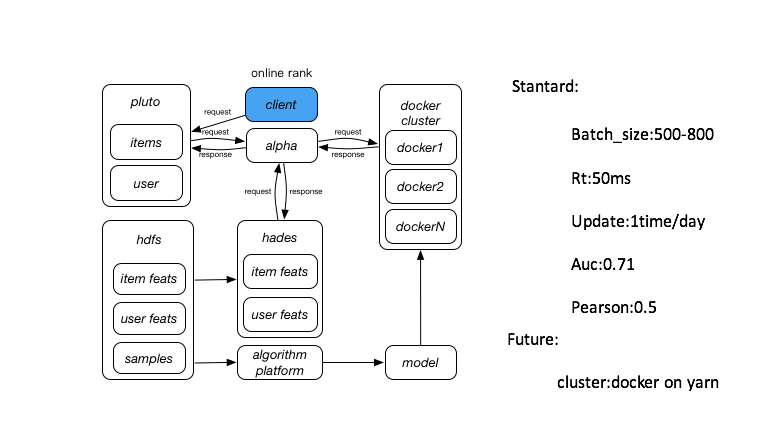 online rank
pluto
client
docker
cluster
request
items
request
response
alpha
request
response
docker1
user
docker2
request
response
dockerN
hdfs
hades
item feats
item feats
user feats
user feats
samples
algorithm
platform
model
Stantard:
Batch_size:500-800
Rt:50ms
Update:1time/day
Auc:0.71
Pearson:0.5
Future:
cluster:docker on yarn